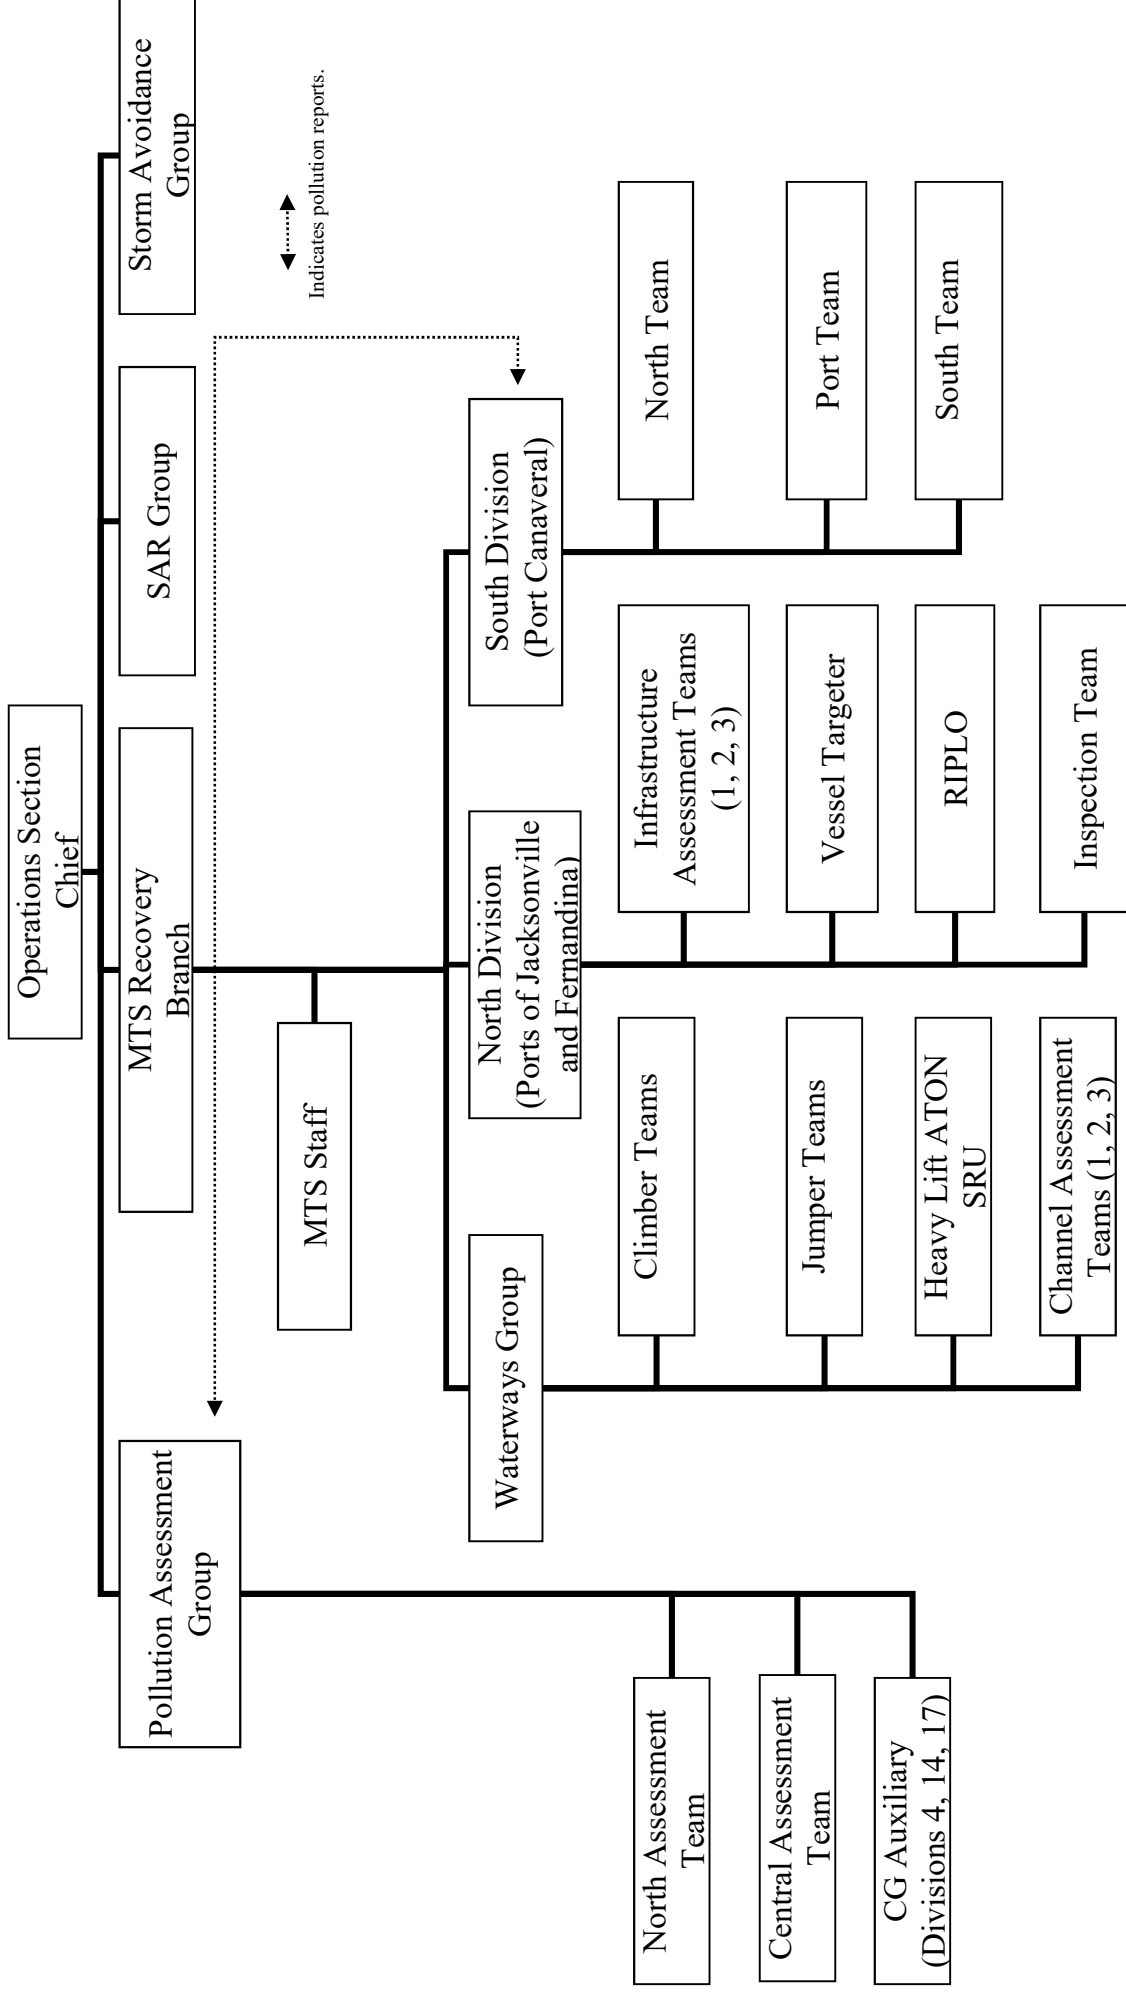 Operations Section
Chief
Pollution Assessment
Group
MTS Recovery
Branch
SAR Group
Storm Avoidance
Group
MTS Staff
Indicates pollution reports.
Waterways Group
North Division
(Ports of Jacksonville
and Fernandina)
South Division
(Port Canaveral)
North Assessment
Team
Central Assessment
Team
CG Auxiliary
(Divisions 4, 14, 17)
Climber Teams
Jumper Teams
Heavy Lift ATON
SRU
Channel Assessment
Teams (1, 2, 3)
Infrastructure
Assessment Teams
(1, 2, 3)
Vessel Targeter
RIPLO
Inspection Team
North Team
Port Team
South Team